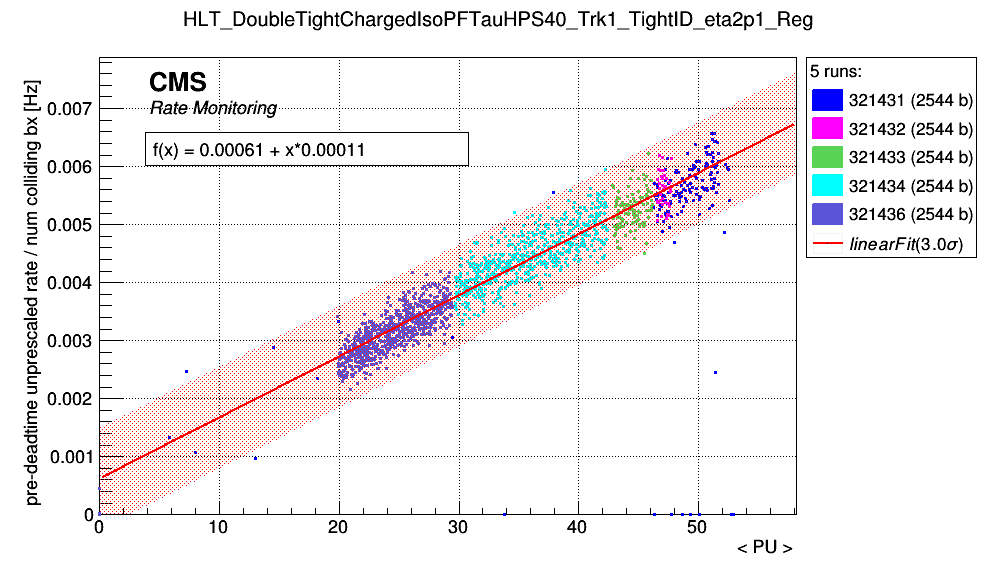 HLT_DoubleTightChargedIsoPFTauHPS40_Trk1_TightID_eta2p1_Reg
pre-deadtime unprescaled rate / num colliding bx [Hz]
CMS
Rate Monitoring
f(x) = 0.00061 + x*0.00011
0.007
0.006
0.005
0.004
0.003
0.002
0.001
0
0 10 20 30 40 50
< PU >
5 runs:
321431 (2544 b)
321432 (2544 b)
321433 (2544 b)
321434 (2544 b)
321436 (2544 b)
linearFit(3.0σ)